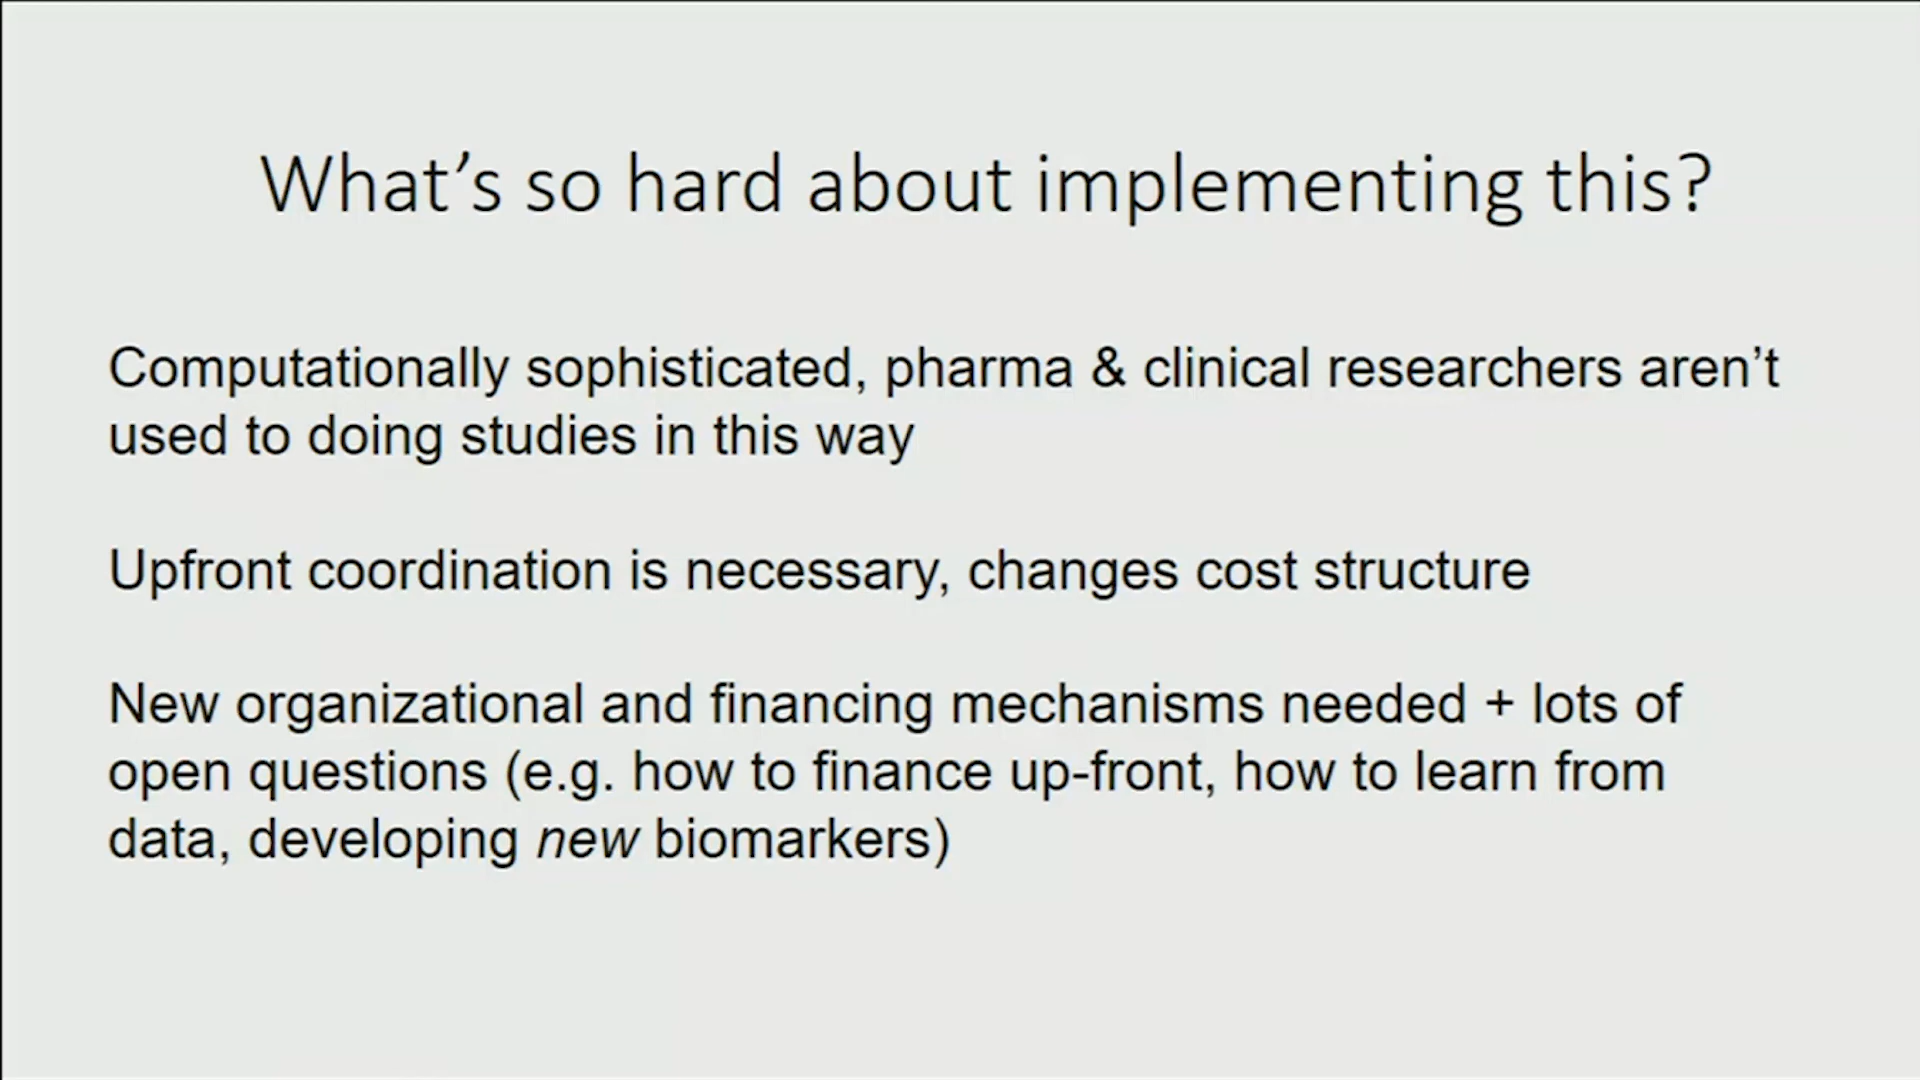 What’s so hard about implementing this?
Computationally sophisticated, pharma & clinical researchers aren’t
used to doing studies in this way
Upfront coordination is necessary, changes cost structure
New organizational and financing mechanisms needed + lots of
open questions (e.g. how to finance up-front, how to learn from
data, developing new biomarkers)